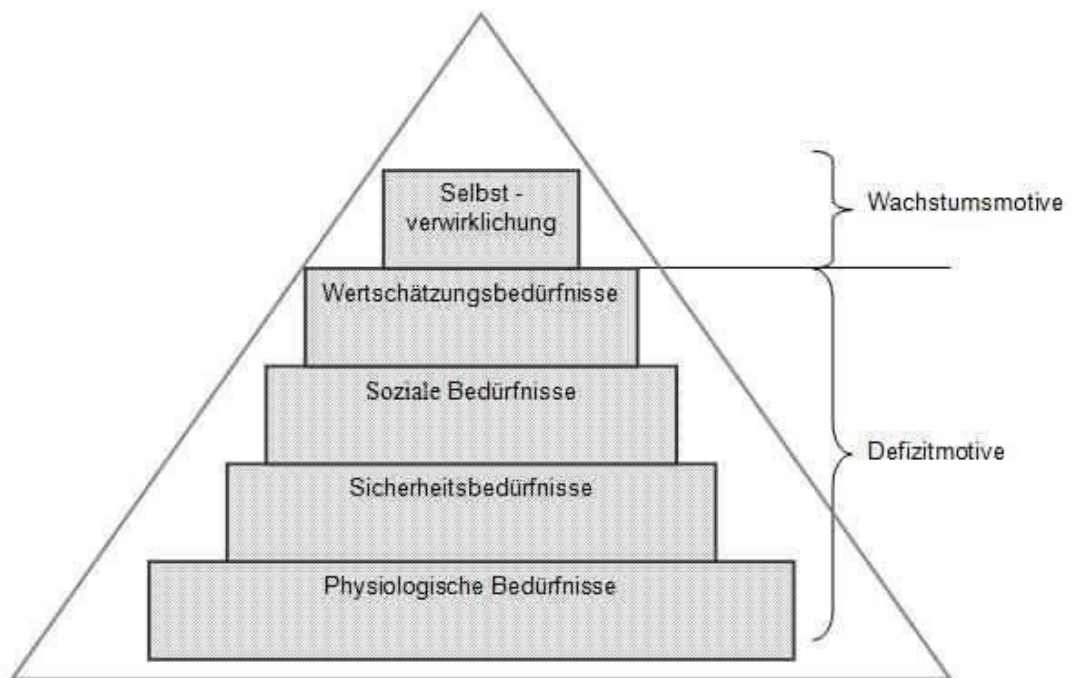 Selbst -
verwirklichung
Wachstumsmotive
Wertschätzungsbedürfnisse
Soziale Bedürfnisse
Defizitmotive
Sicherheitsbedürfnisse
Physiologische Bedürfnisse